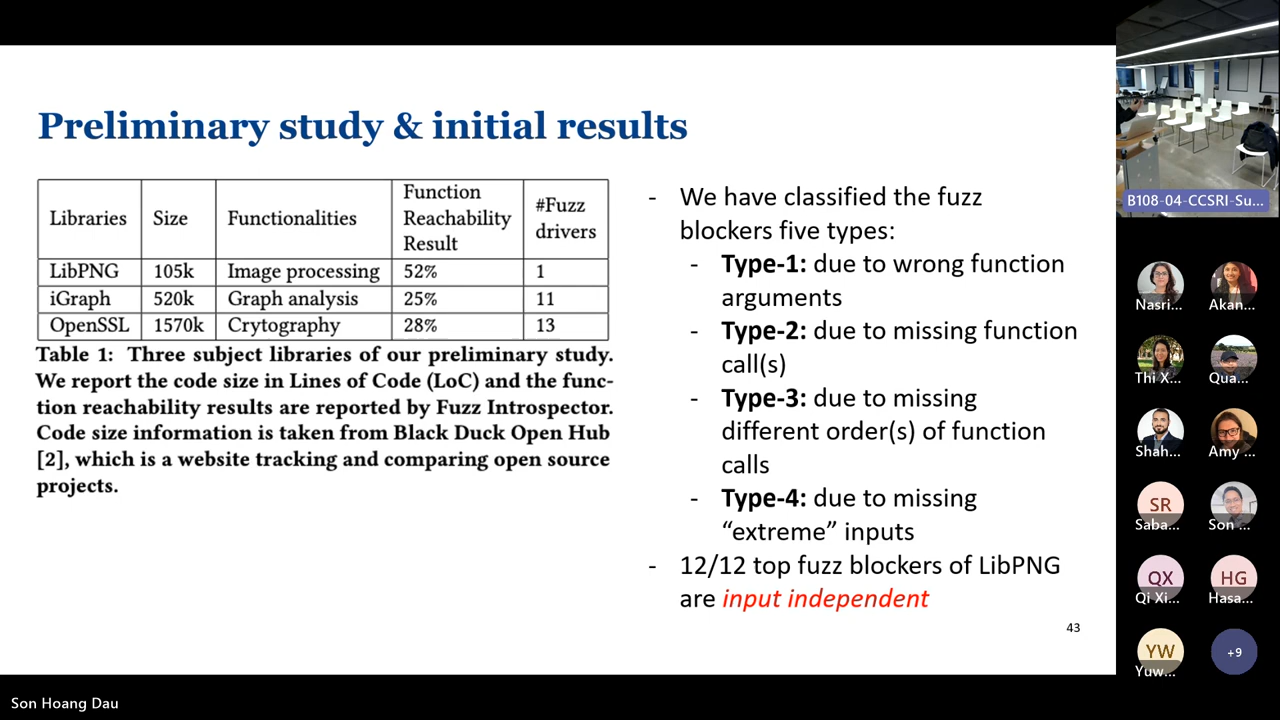 Preliminary study & initial results
Libraries
Size
Functionalities
Function
Reachability
Result
#Fuzz
drivers
LibPNG
105k
Image processing
52%
1
iGraph
520k
Graph analysis
25%
11
OpenSSL
1570k
Crytography
28%
13
Table 1: Three subject libraries of our preliminary study.
We report the code size in Lines of Code (LoC) and the func-
tion reachability results are reported by Fuzz Introspector.
Code size information is taken from Black Duck Open Hub
[2], which is a website tracking and comparing open source
projects.
- We have classified the fuzz
blockers five types:
- Type-1: due to wrong function
arguments
- Type-2: due to missing function
call(s)
- Type-3: due to missing
different order(s) of function
calls
- Type-4: due to missing
“extreme” inputs
- 12/12 top fuzz blockers of LibPNG
are input independent
43
B108-04-CCSRI-Su...
Nasri...
Akan...
Thi X...
Qua...
Shah...
Amy ...
SR
Saba...
Son ...
QX
Qi Xi...
HG
Hasa...
YW
Yuw...
+9
Son Hoang Dau